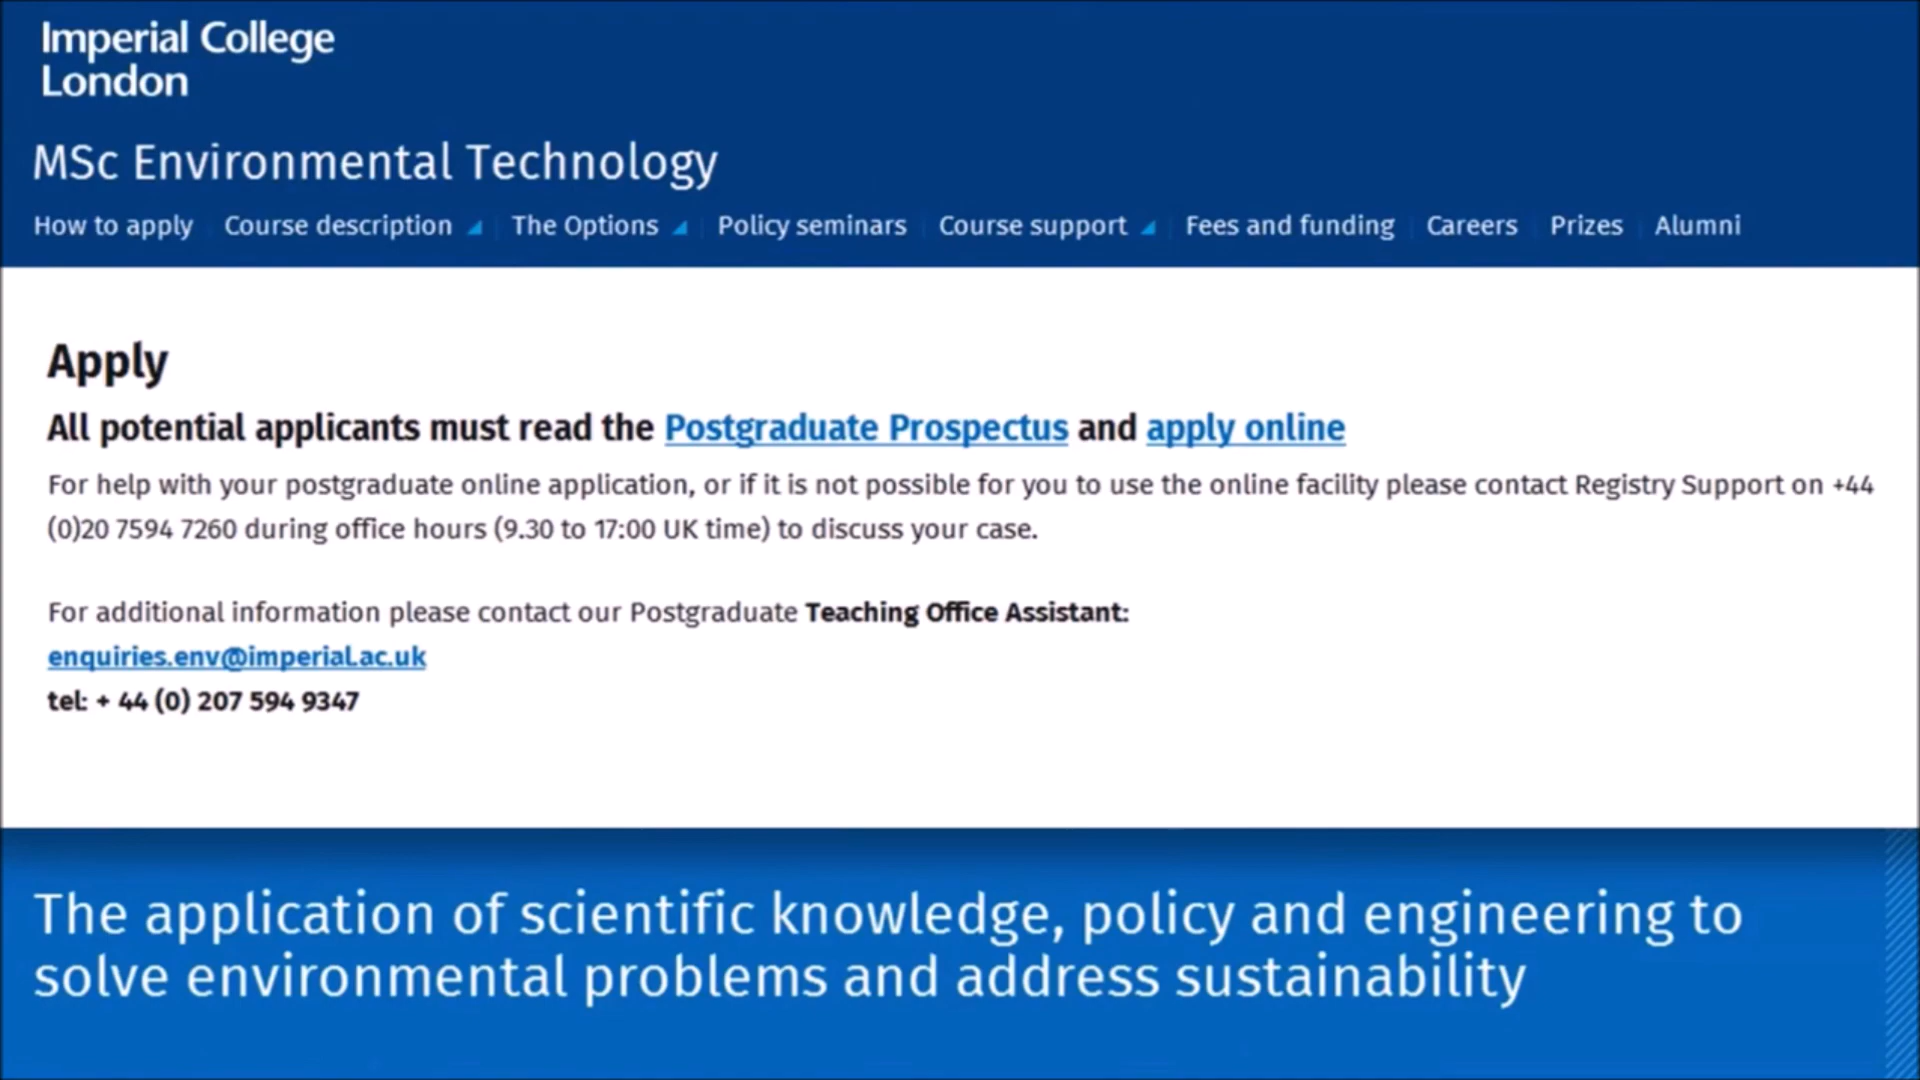 Imperial College
London
MSc Environmental Technology
How to apply Course description The Options Policy seminars Course support Fees and funding Careers Prizes Alumni
Apply
All potential applicants must read the Postgraduate Prospectus and apply online
For help with your postgraduate online application, or if it is not possible for you to use the online facility please contact Registry Support on +44
(0)20 7594 7260 during office hours (9.30 to 17:00 UK time) to discuss your case.
For additional information please contact our Postgraduate Teaching Office Assistant:
enquiries.env@imperial.ac.uk
tel: + 44 (0) 207 594 9347
The application of scientific knowledge, policy and engineering to
solve environmental problems and address sustainability